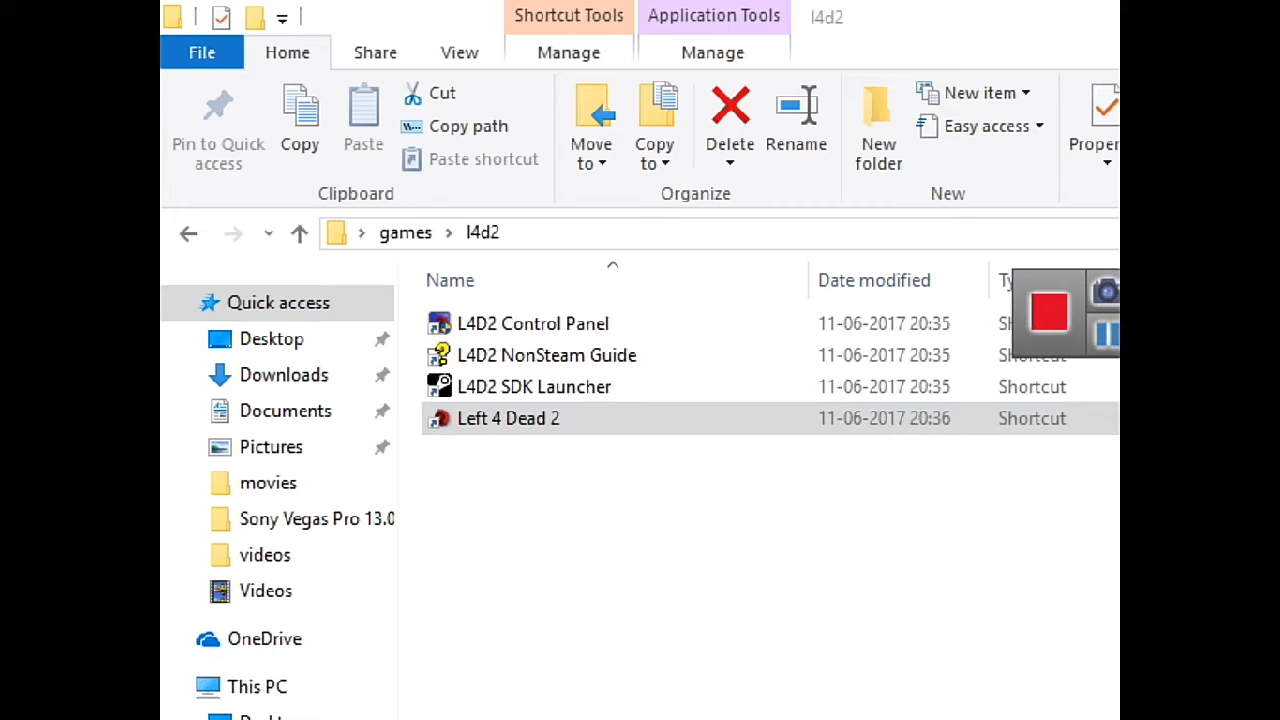 Shortcut Tools Application Tools l4d2
File Home Share View Manage Manage
Pin to Quick access
Copy
Paste
Cut
Copy path
Paste shortcut
Clipboard
Move to
Copy to
Delete
Rename
Organize
New folder
New item
Easy access
New
Proper
games l4d2
Name Date modified Ty
L4D2 Control Panel 11-06-2017 20:35 Sh
L4D2 NonSteam Guide 11-06-2017 20:35 Shortcut
L4D2 SDK Launcher 11-06-2017 20:35 Shortcut
Left 4 Dead 2 11-06-2017 20:36 Shortcut
Quick access
Desktop
Downloads
Documents
Pictures
movies
Sony Vegas Pro 13.0
videos
Videos
OneDrive
This PC